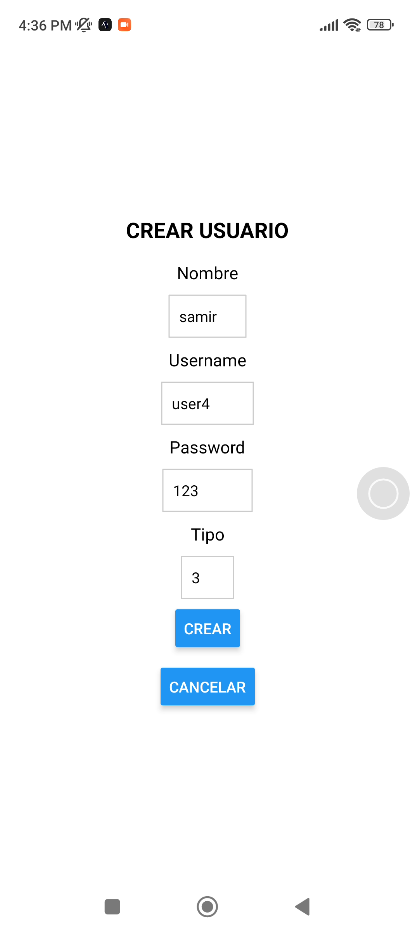 4:36 PM
78
CREAR USUARIO
Nombre
samir
Username
user4
Password
123
Tipo
3
CREAR
CANCELAR